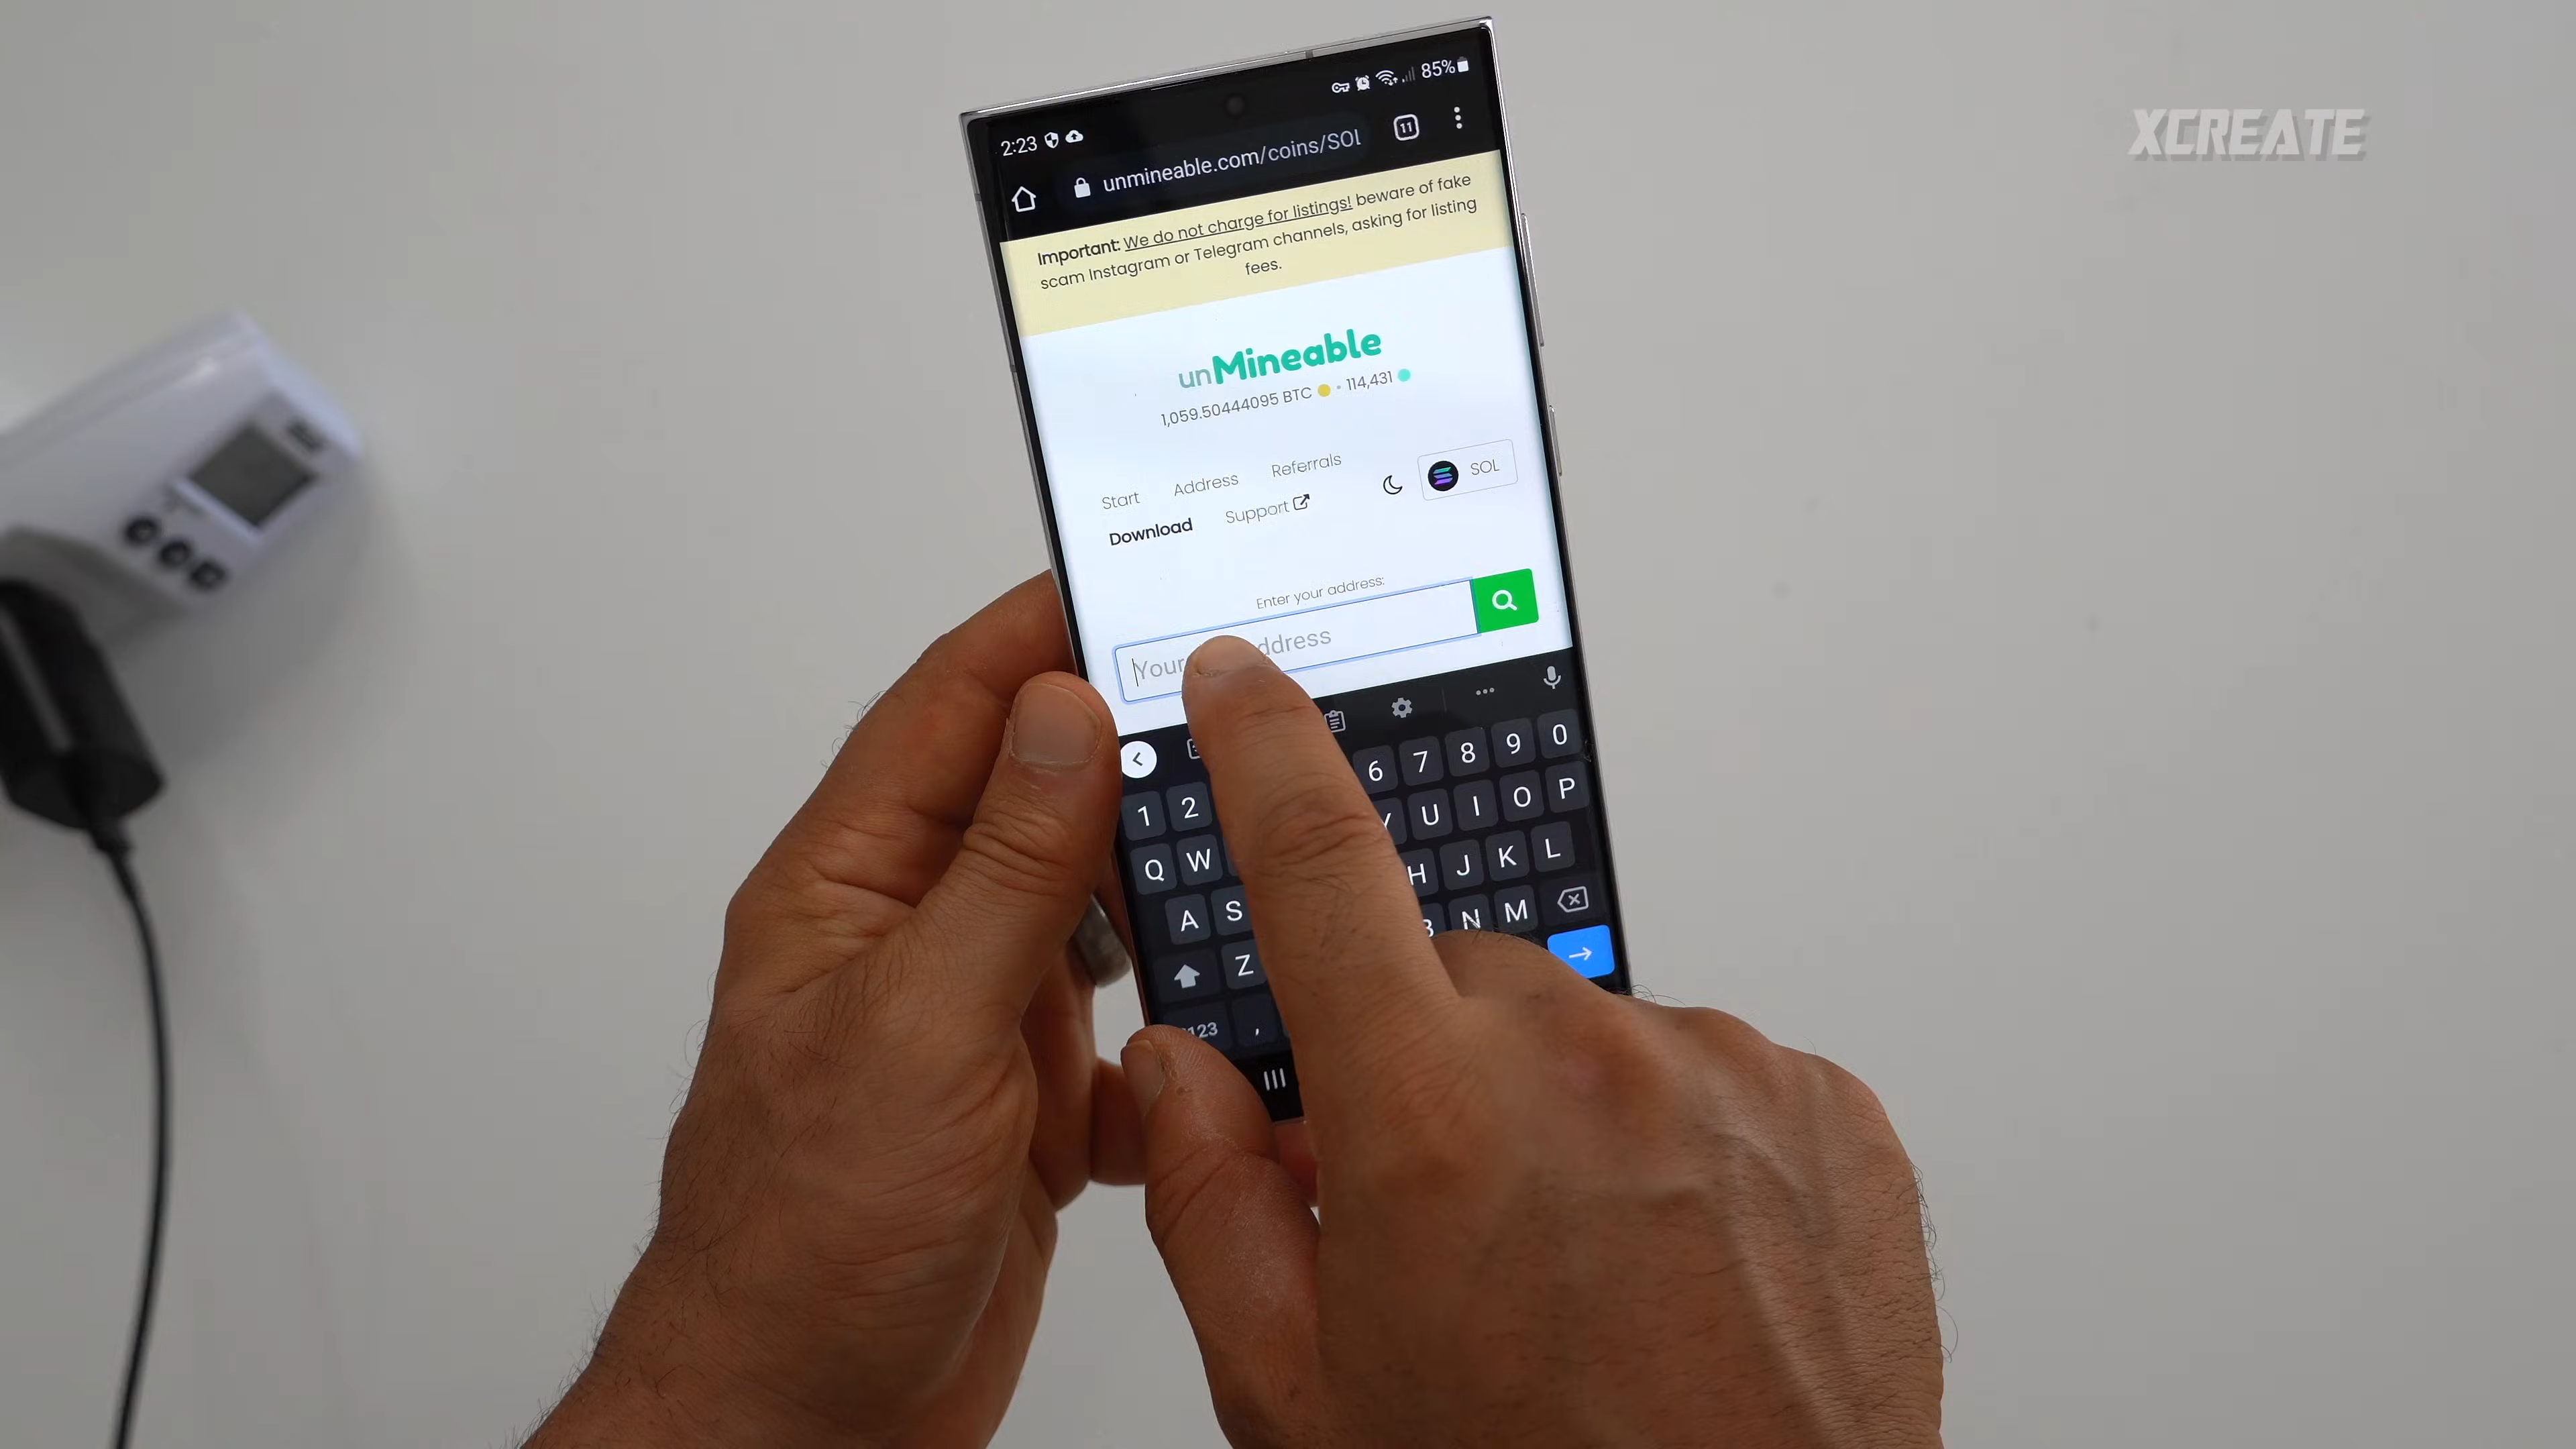 XCREATE
2:23
85%
unmineable.com/coins/SOL
11
Important: We do not charge for listings! beware of fake
scam Instagram or Telegram channels, asking for listing
fees.
unMineable
1,059.50444095 BTC • 114,431
Start Address Referrals
Download Support
SOL
Enter your address:
Your address
1 2 6 7 8 9 0
Q W Y U I O P
A S H J K L
Z B N M
123 ,